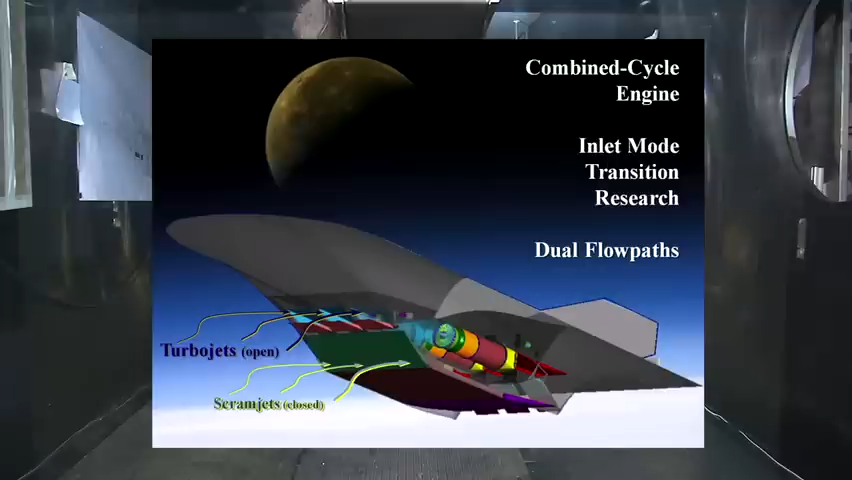 Combined-Cycle
Engine
Inlet Mode
Transition
Research
Dual Flowpaths
Turbojets (open)
Scramjets (closed)